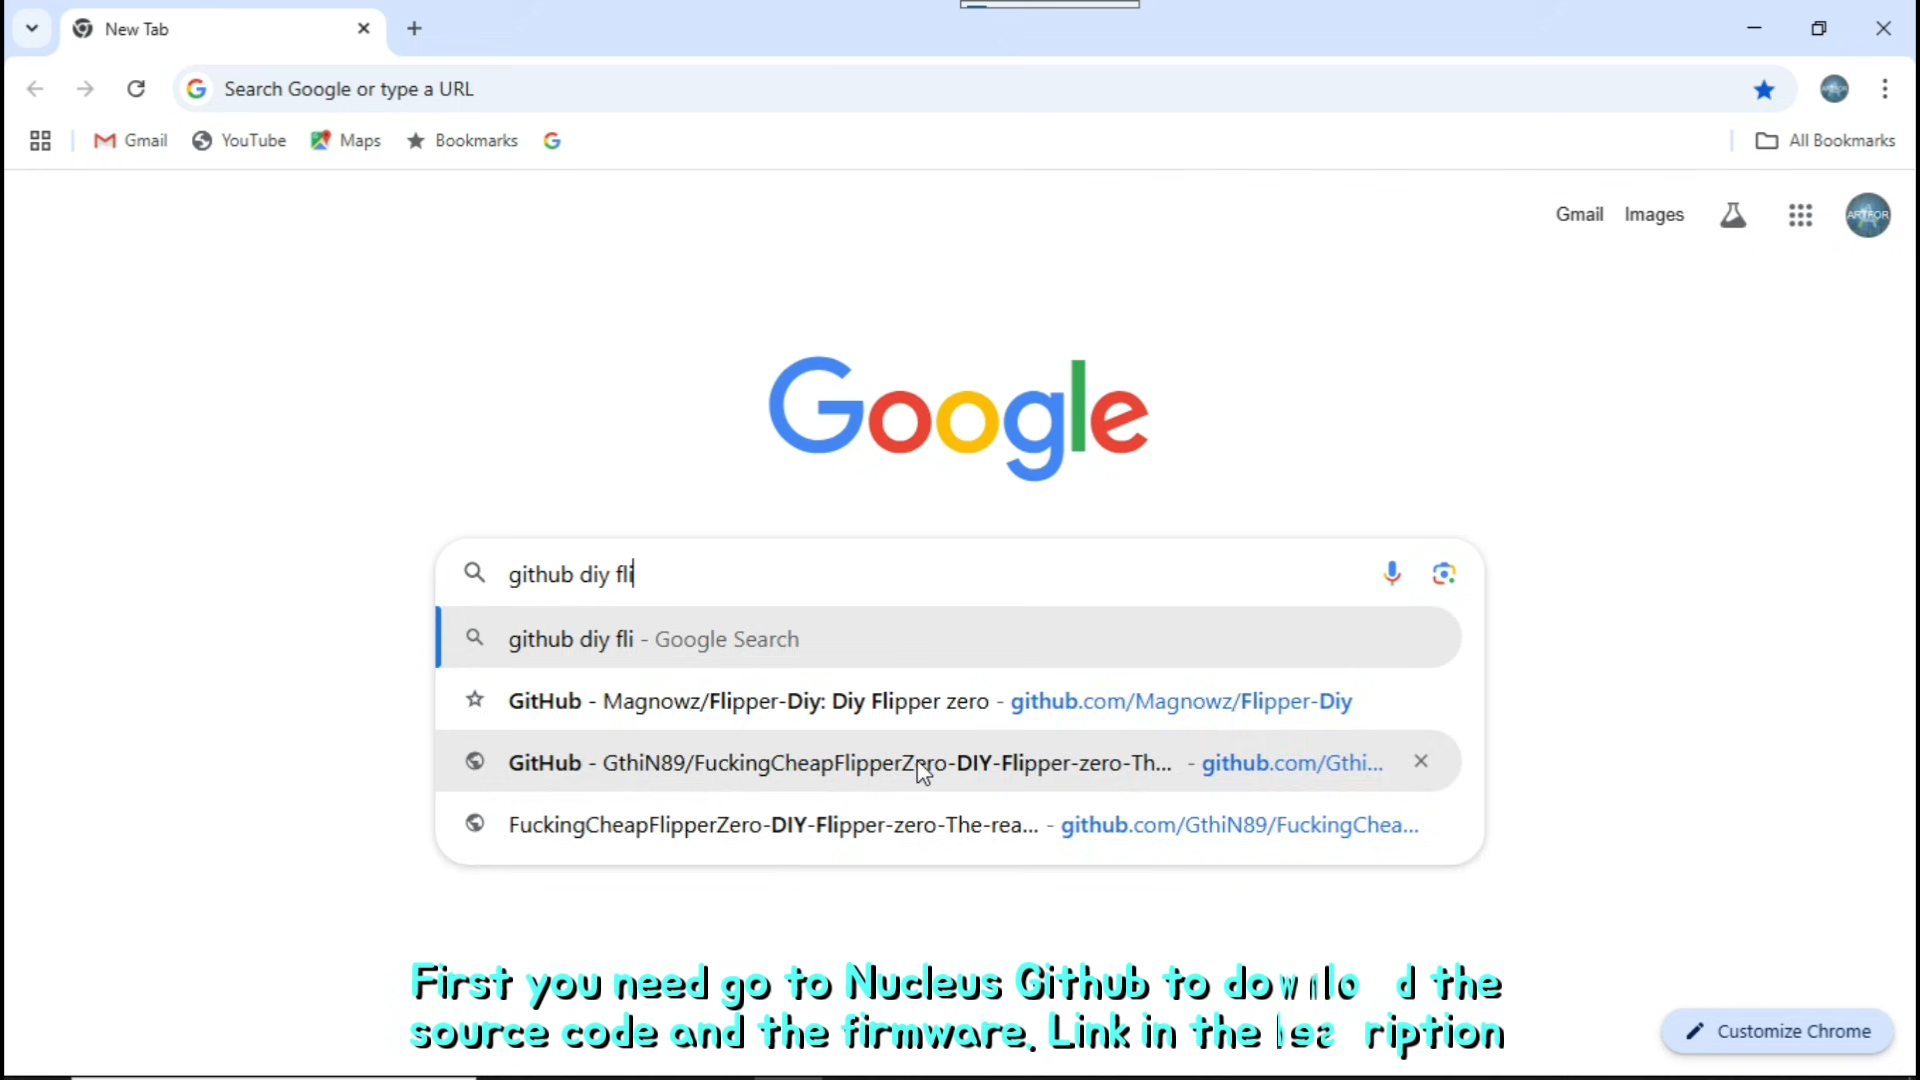 New Tab
Search Google or type a URL
Gmail YouTube Maps Bookmarks All Bookmarks
Gmail Images ARTFOR
Google
github diy fli
github diy fli - Google Search
GitHub - Magnowz/Flipper-Diy: Diy Flipper zero - github.com/Magnowz/Flipper-Diy
GitHub - GthiN89/FuckingCheapFlipperZero-DIY-Flipper-zero-Th... - github.com/Gthi...
FuckingCheapFlipperZero-DIY-Flipper-zero-The-rea... - github.com/GthiN89/FuckingChea...
First you need go to Nucleus Github to the
source code and the firmware. Link in the
Customize Chrome